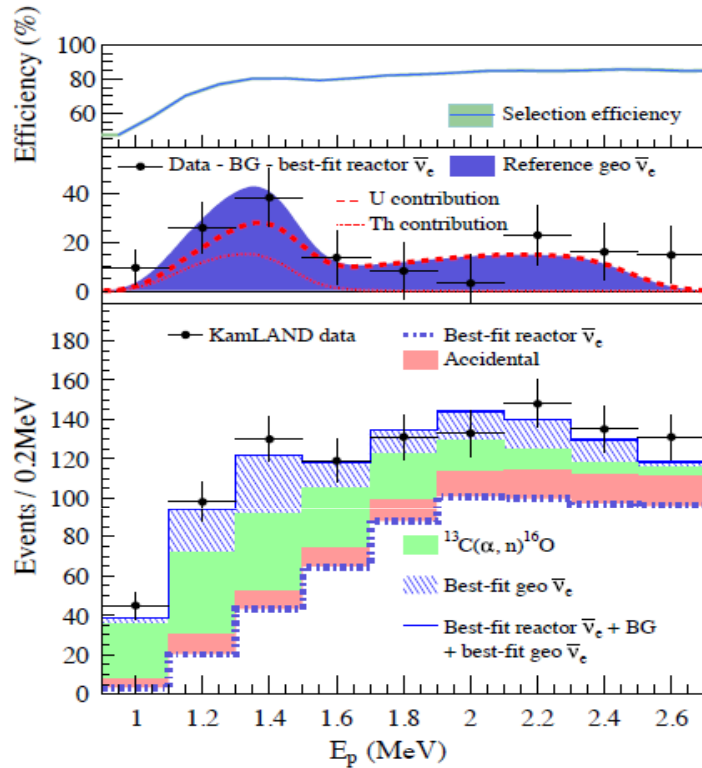 Efficiency (%)
100
80
60
Selection efficiency
Data - BG - best-fit reactor ν̅e
Reference geo ν̅e
40
20
0
U contribution
Th contribution
Events / 0.2MeV
180
160
140
120
100
80
60
40
20
0
KamLAND data
Best-fit reactor ν̅e
Accidental
¹³C(α, n)¹⁶O
Best-fit geo ν̅e
Best-fit reactor ν̅e + BG
+ best-fit geo ν̅e
1 1.2 1.4 1.6 1.8 2 2.2 2.4 2.6
Ep (MeV)